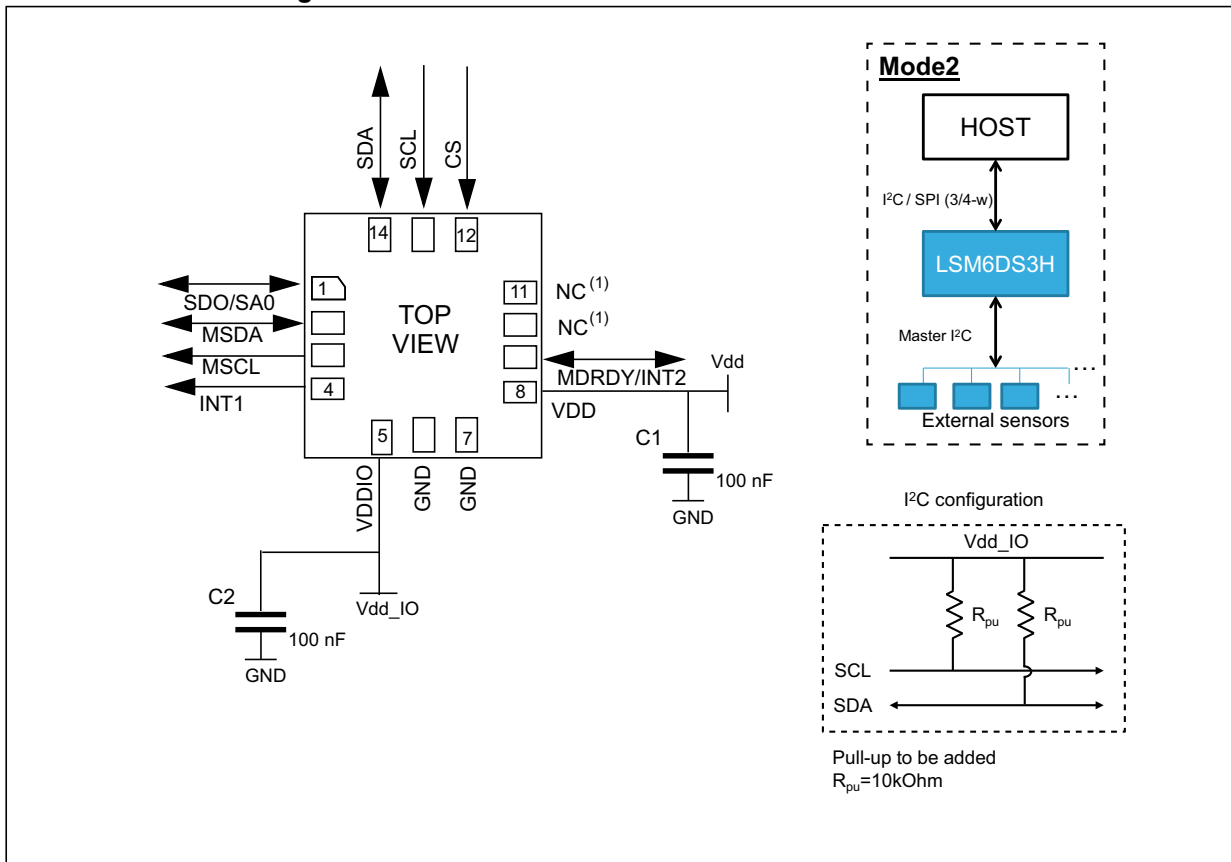 SDA
SCL
CS
14
12
1
11
NC(1)
SDO/SA0
TOP
VIEW
NC(1)
MSDA
MSCL
MDRDY/INT2
Vdd
4
8
INT1
VDD
5
7
C1
100 nF
GND
VDDIO
GND
GND
C2
100 nF
GND
Vdd_IO
Mode2
HOST
I²C / SPI (3/4-w)
LSM6DS3H
Master I²C
...
...
External sensors
I²C configuration
Vdd_IO
Rpu
Rpu
SCL
SDA
Pull-up to be added
Rpu=10kOhm